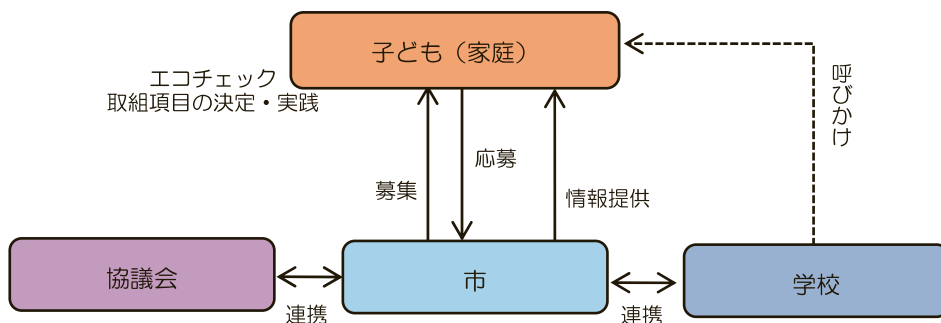 子ども（家庭）
エコチェック
取組項目の決定・実践
呼びかけ
応募
募集
情報提供
協議会
市
学校
連携
連携